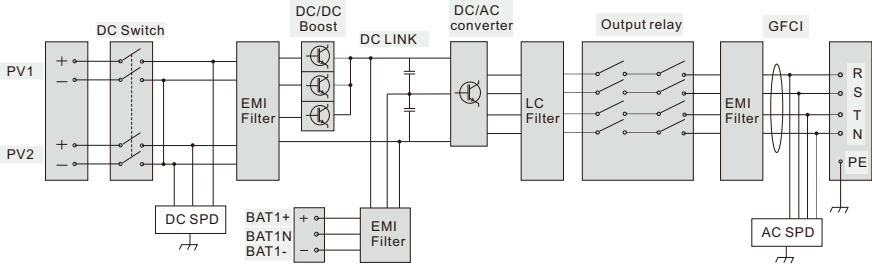 DC Switch
DC/DC
Boost
DC LINK
DC/AC
converter
Output relay
GFCI
PV1
+
−
PV2
+
−
EMI
Filter
LC
Filter
EMI
Filter
R
S
T
N
PE
DC SPD
BAT1+
+
BAT1N
BAT1-
−
EMI
Filter
AC SPD